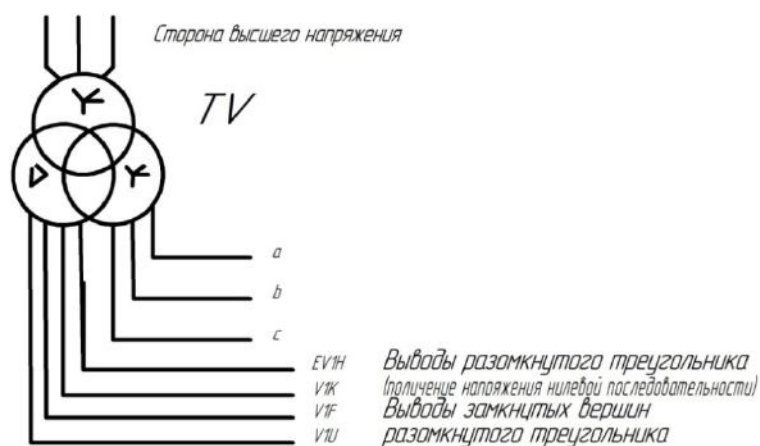 Сторона высшего напряжения
TV
a
b
c
EV1H Выводы разомкнутого треугольника
V1K (получение напряжения нулевой последовательности)
V1F Выводы замкнутых вершин
V1U разомкнутого треугольника